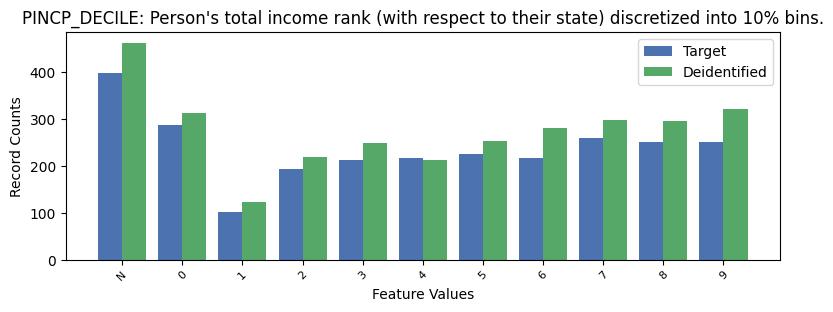 PINCP_DECILE: Person's total income rank (with respect to their state) discretized into 10% bins.
Target
Deidentified
Record Counts
400
300
200
100
0
N 0 1 2 3 4 5 6 7 8 9
Feature Values